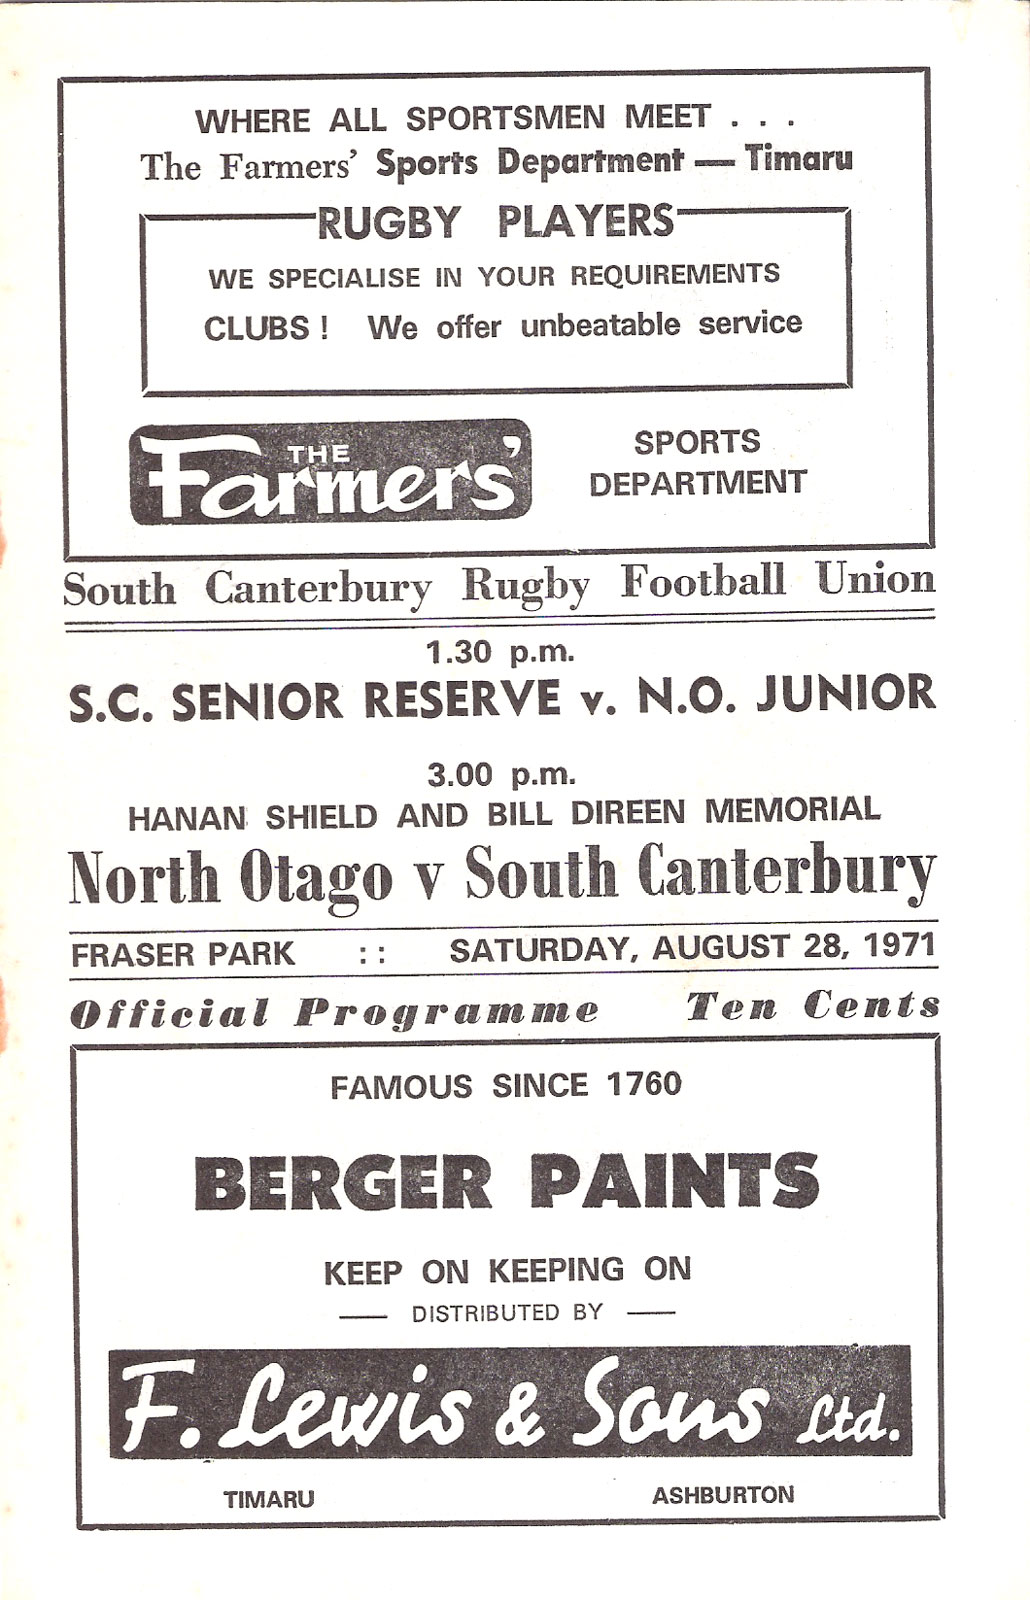 WHERE ALL SPORTSMEN MEET . . .
The Farmers' Sports Department — Timaru
RUGBY PLAYERS
WE SPECIALISE IN YOUR REQUIREMENTS
CLUBS! We offer unbeatable service
THE
Farmers'
SPORTS
DEPARTMENT
South Canterbury Rugby Football Union
1.30 p.m.
S.C. SENIOR RESERVE v. N.O. JUNIOR
3.00 p.m.
HANAN SHIELD AND BILL DIREEN MEMORIAL
North Otago v South Canterbury
FRASER PARK :: SATURDAY, AUGUST 28, 1971
Official Programme Ten Cents
FAMOUS SINCE 1760
BERGER PAINTS
KEEP ON KEEPING ON
— DISTRIBUTED BY —
F. Lewis & Sons Ltd.
TIMARU ASHBURTON